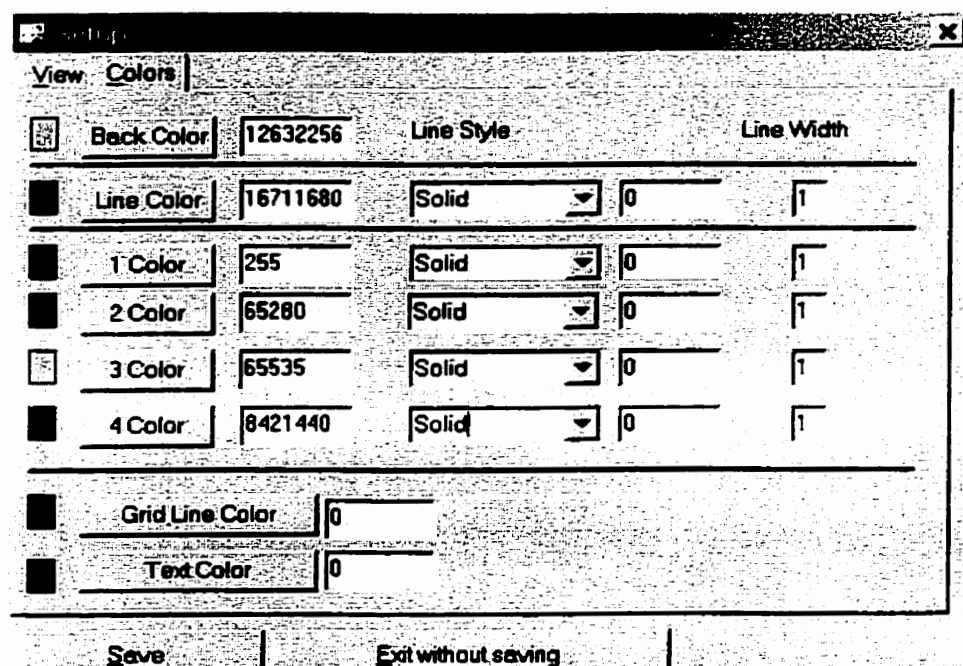 setup
View Colors
Back Color 12632256 Line Style Line Width
Line Color 16711680 Solid 0 1
1 Color 255 Solid 0 1
2 Color 65280 Solid 0 1
3 Color 65535 Solid 0 1
4 Color 8421440 Solid 0 1
Grid Line Color 0
Text Color 0
Save Exit without saving